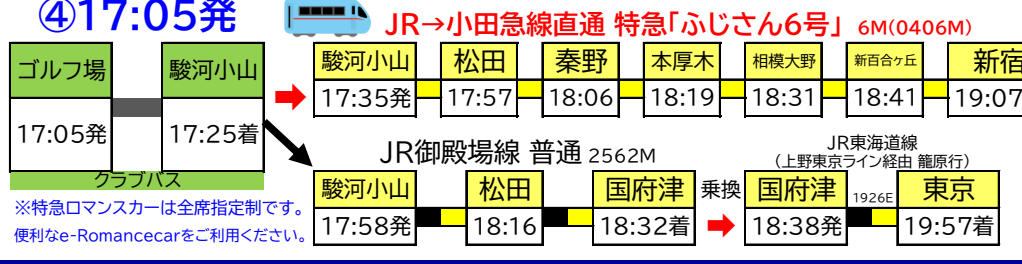 ④17:05発
JR→小田急線直通 特急「ふじさん6号」 6M(0406M)
ゴルフ場 駿河小山
17:05発 17:25着
クラブバス
駿河小山 松田 秦野 本厚木 相模大野 新百合ヶ丘 新宿
17:35発 17:57 18:06 18:19 18:31 18:41 19:07
JR御殿場線 普通 2562M
JR東海道線
(上野東京ライン経由 籠原行)
駿河小山 松田 国府津 乗換 国府津 1926E 東京
17:58発 18:16 18:32着 18:38発 19:57着
※特急ロマンスカーは全席指定制です。
便利なe-Romancecarをご利用ください。